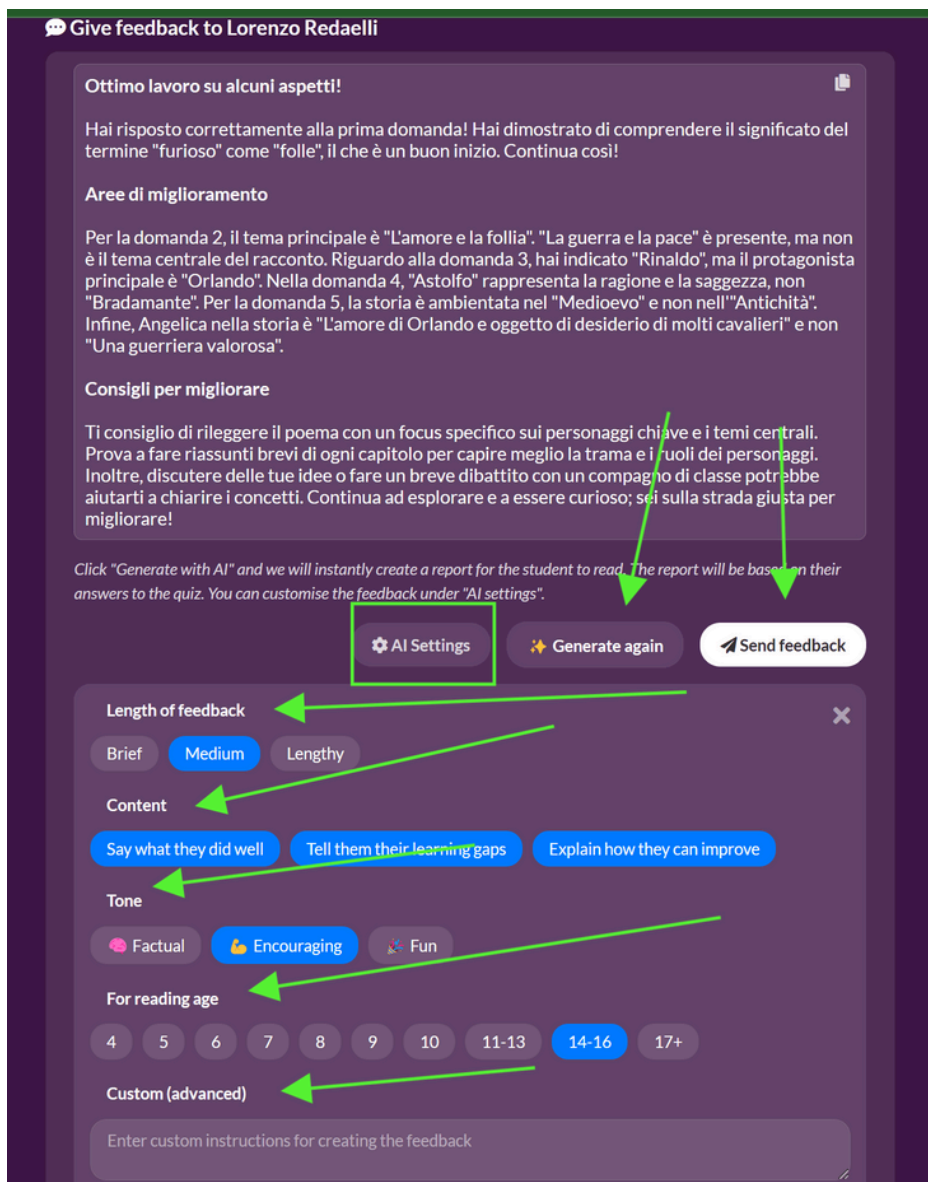 Give feedback to Lorenzo Redaelli
Ottimo lavoro su alcuni aspetti!
Hai risposto correttamente alla prima domanda! Hai dimostrato di comprendere il significato del
termine "furioso" come "folle", il che è un buon inizio. Continua così!
Aree di miglioramento
Per la domanda 2, il tema principale è "L'amore e la follia". "La guerra e la pace" è presente, ma non
è il tema centrale del racconto. Riguardo alla domanda 3, hai indicato "Rinaldo", ma il protagonista
principale è "Orlando". Nella domanda 4, "Astolfo" rappresenta la ragione e la saggezza, non
"Bradamante". Per la domanda 5, la storia è ambientata nel "Medioevo" e non nell'"Antichità".
Infine, Angelica nella storia è "L'amore di Orlando e oggetto di desiderio di molti cavalieri" e non
"Una guerriera valorosa".
Consigli per migliorare
Ti consiglio di rileggere il poema con un focus specifico sui personaggi chiave e i temi centrali.
Prova a fare riassunti brevi di ogni capitolo per capire meglio la trama e i ruoli dei personaggi.
Inoltre, discutere delle tue idee o fare un breve dibattito con un compagno di classe potrebbe
aiutarti a chiarire i concetti. Continua ad esplorare e a essere curioso; sei sulla strada giusta per
migliorare!
Click "Generate with AI" and we will instantly create a report for the student to read. The report will be based on their
answers to the quiz. You can customise the feedback under "AI settings".
AI Settings
Generate again
Send feedback
Length of feedback
Brief Medium Lengthy
Content
Say what they did well Tell them their learning gaps Explain how they can improve
Tone
Factual Encouraging Fun
For reading age
4 5 6 7 8 9 10 11-13 14-16 17+
Custom (advanced)
Enter custom instructions for creating the feedback